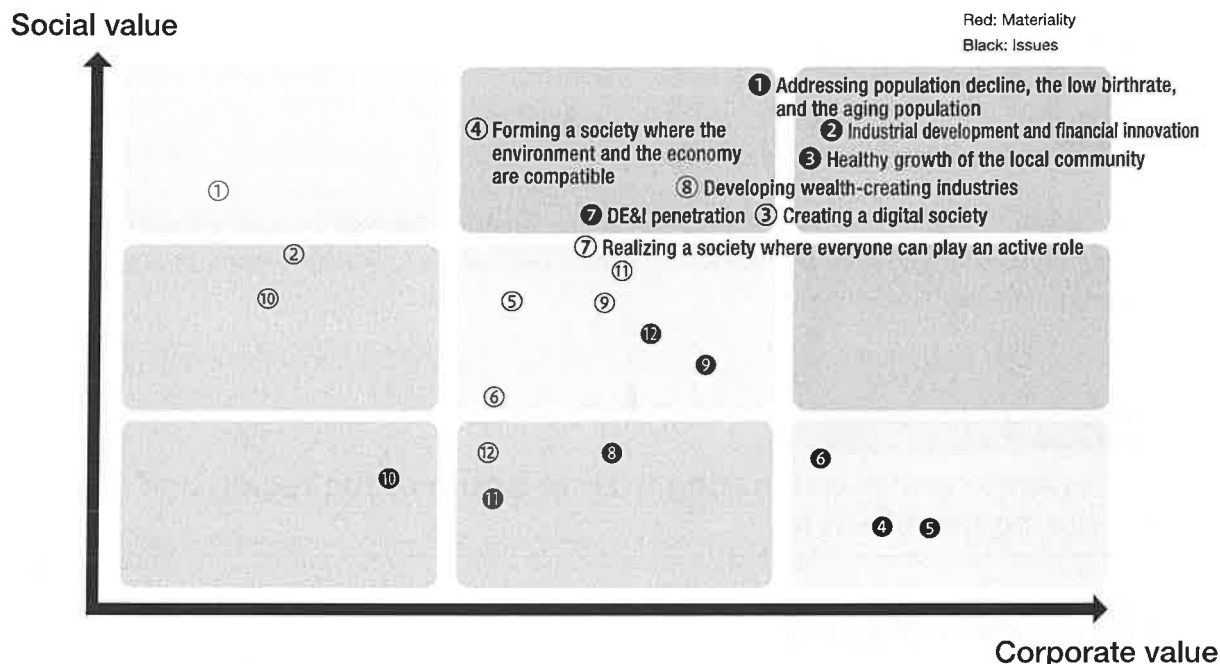 Social value
Red: Materiality
Black: Issues
❶ Addressing population decline, the low birthrate,
and the aging population
④ Forming a society where the
environment and the economy
are compatible
❷ Industrial development and financial innovation
❸ Healthy growth of the local community
①
⑧ Developing wealth-creating industries
❼ DE&I penetration ③ Creating a digital society
⑦ Realizing a society where everyone can play an active role
②
⑪
⑩
⑤
⑨
⓬
❾
⑥
⑫
❽
❻
❿
⓫
❹
❺
Corporate value